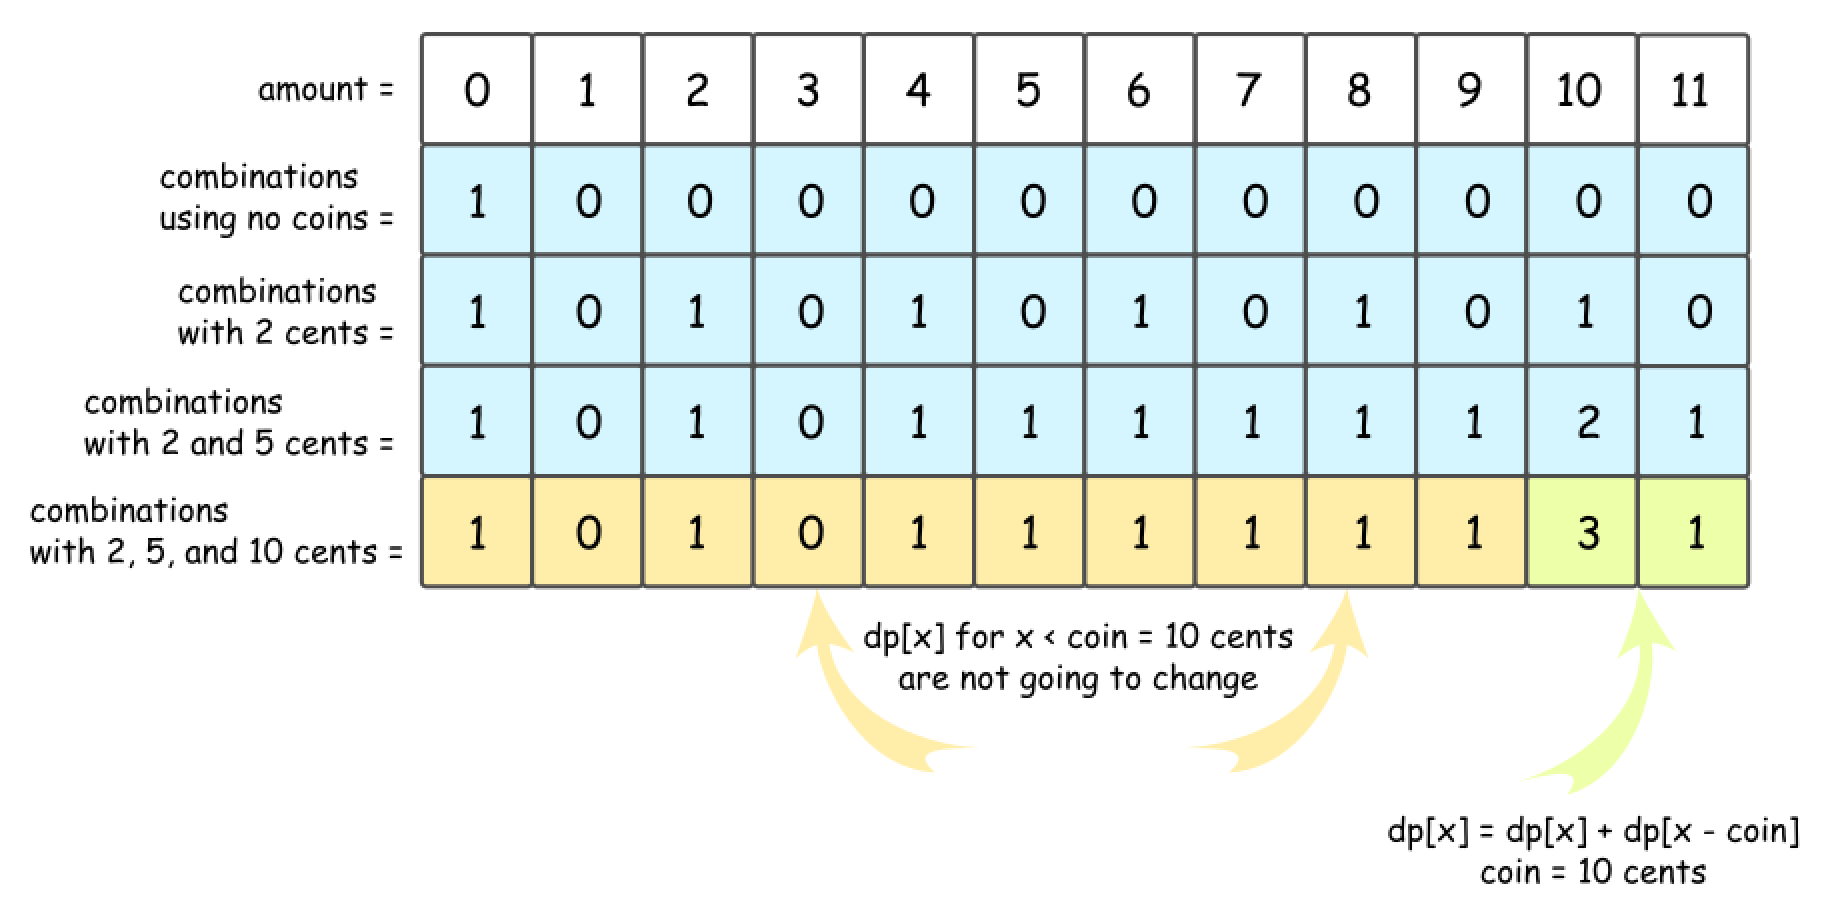 amount = 0 1 2 3 4 5 6 7 8 9 10 11
combinations
using no coins = 1 0 0 0 0 0 0 0 0 0 0 0
combinations
with 2 cents = 1 0 1 0 1 0 1 0 1 0 1 0
combinations
with 2 and 5 cents = 1 0 1 0 1 1 1 1 1 1 2 1
combinations
with 2, 5, and 10 cents = 1 0 1 0 1 1 1 1 1 1 3 1
dp[x] for x < coin = 10 cents
are not going to change
dp[x] = dp[x] + dp[x - coin]
coin = 10 cents